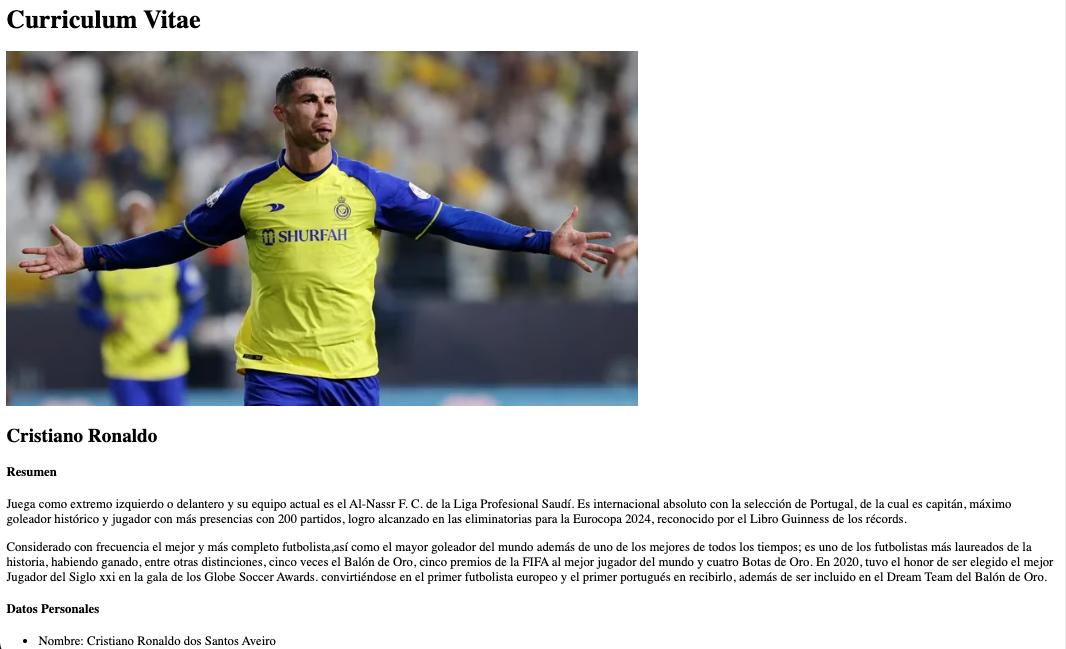 Curriculum Vitae
SHURFAH
Cristiano Ronaldo
Resumen
Juega como extremo izquierdo o delantero y su equipo actual es el Al-Nassr F. C. de la Liga Profesional Saudí. Es internacional absoluto con la selección de Portugal, de la cual es capitán, máximo
goleador histórico y jugador con más presencias con 200 partidos, logro alcanzado en las eliminatorias para la Eurocopa 2024, reconocido por el Libro Guinness de los récords.
Considerado con frecuencia el mejor y más completo futbolista,así como el mayor goleador del mundo además de uno de los mejores de todos los tiempos; es uno de los futbolistas más laureados de la
historia, habiendo ganado, entre otras distinciones, cinco veces el Balón de Oro, cinco premios de la FIFA al mejor jugador del mundo y cuatro Botas de Oro. En 2020, tuvo el honor de ser elegido el mejor
Jugador del Siglo xxi en la gala de los Globe Soccer Awards. convirtiéndose en el primer futbolista europeo y el primer portugués en recibirlo, además de ser incluido en el Dream Team del Balón de Oro.
Datos Personales
• Nombre: Cristiano Ronaldo dos Santos Aveiro